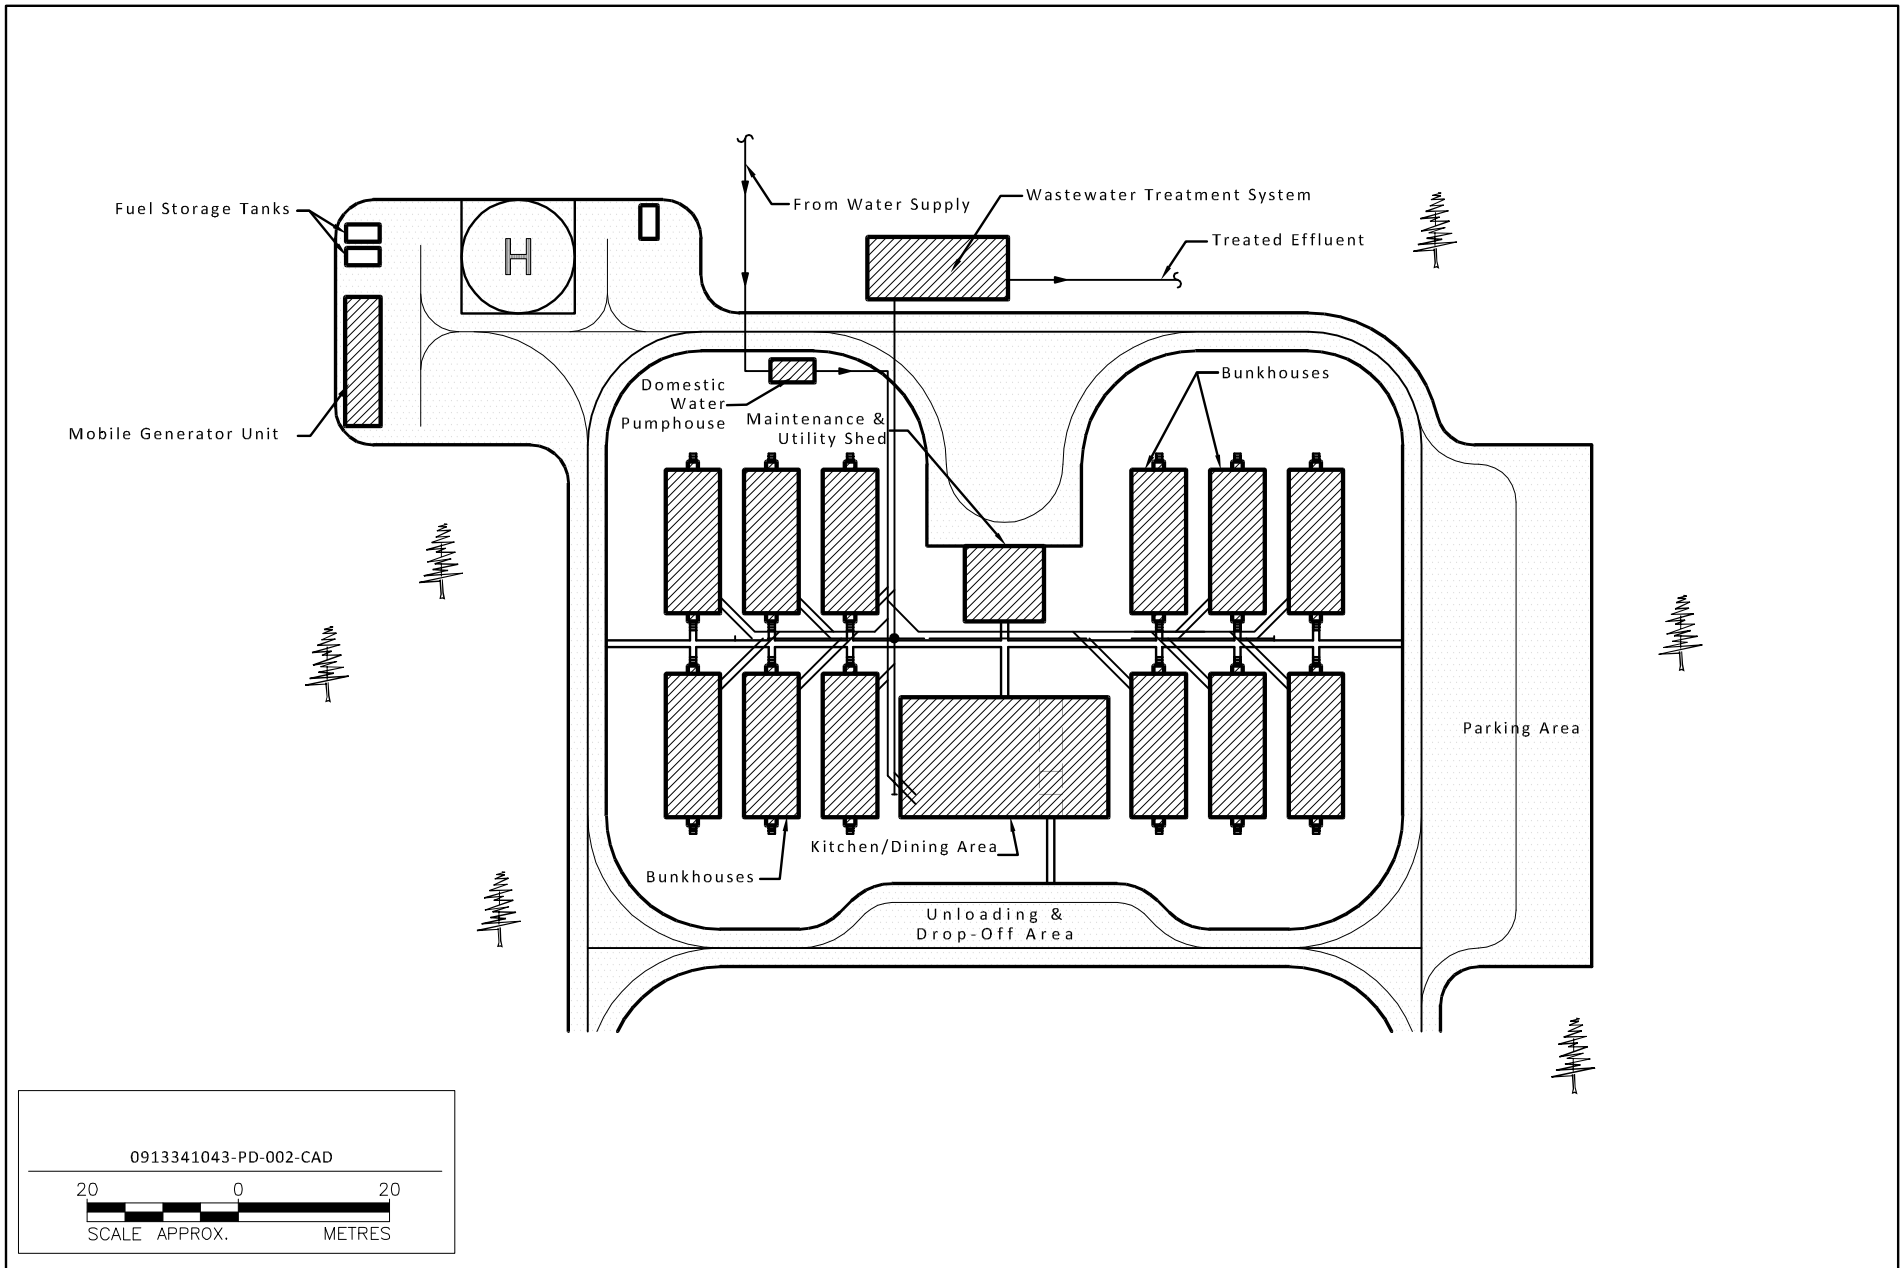 Fuel Storage Tanks
From Water Supply
Wastewater Treatment System
Treated Effluent
H
Mobile Generator Unit
Domestic
Water
Pumphouse
Maintenance &
Utility Shed
Bunkhouses
Parking Area
Kitchen/Dining Area
Bunkhouses
Unloading &
Drop-Off Area
0913341043-PD-002-CAD
20 0 20
SCALE APPROX. METRES